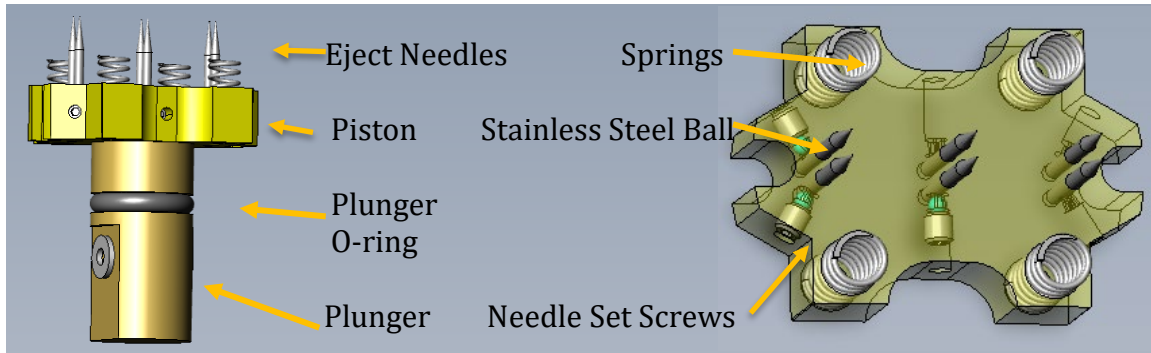 Eject Needles
Springs
Piston
Stainless Steel Ball
Plunger
O-ring
Plunger
Needle Set Screws